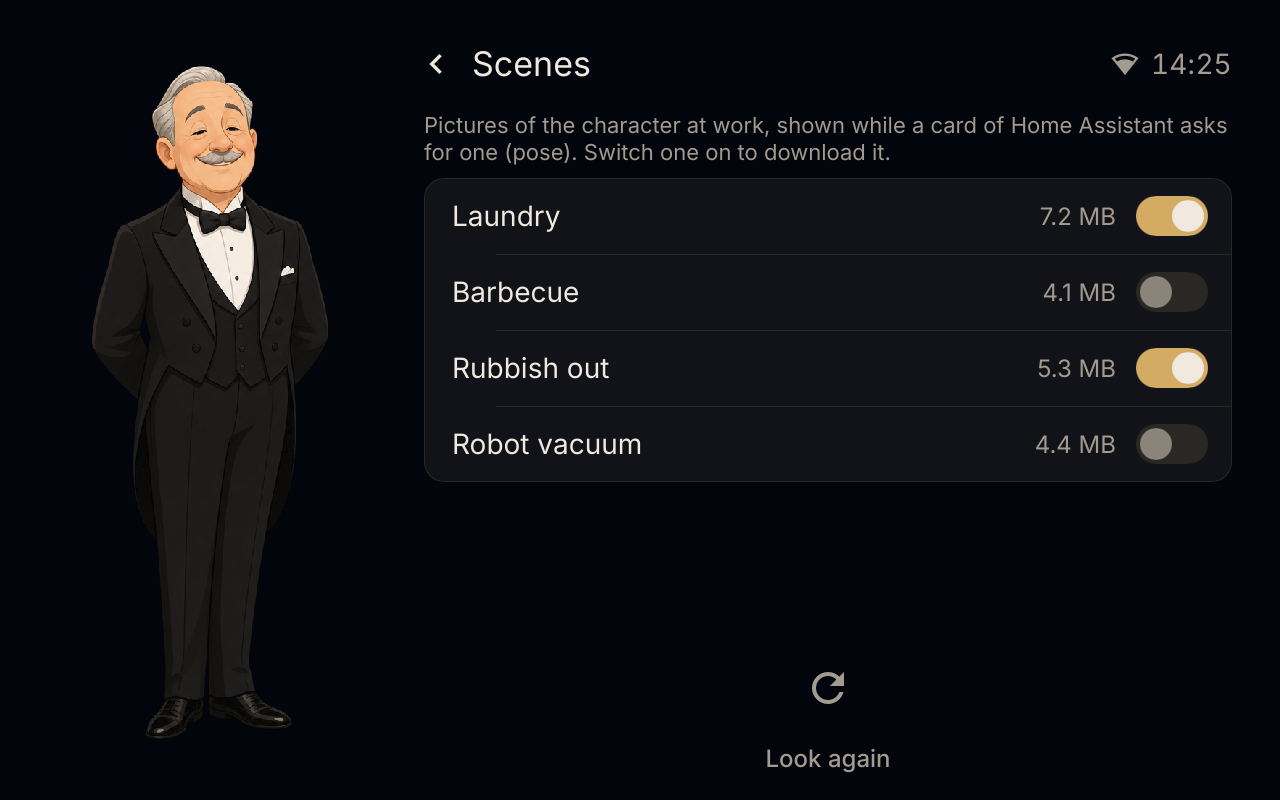 Scenes
14:25
Pictures of the character at work, shown while a card of Home Assistant asks
for one (pose). Switch one on to download it.
Laundry 7.2 MB
Barbecue 4.1 MB
Rubbish out 5.3 MB
Robot vacuum 4.4 MB
Look again